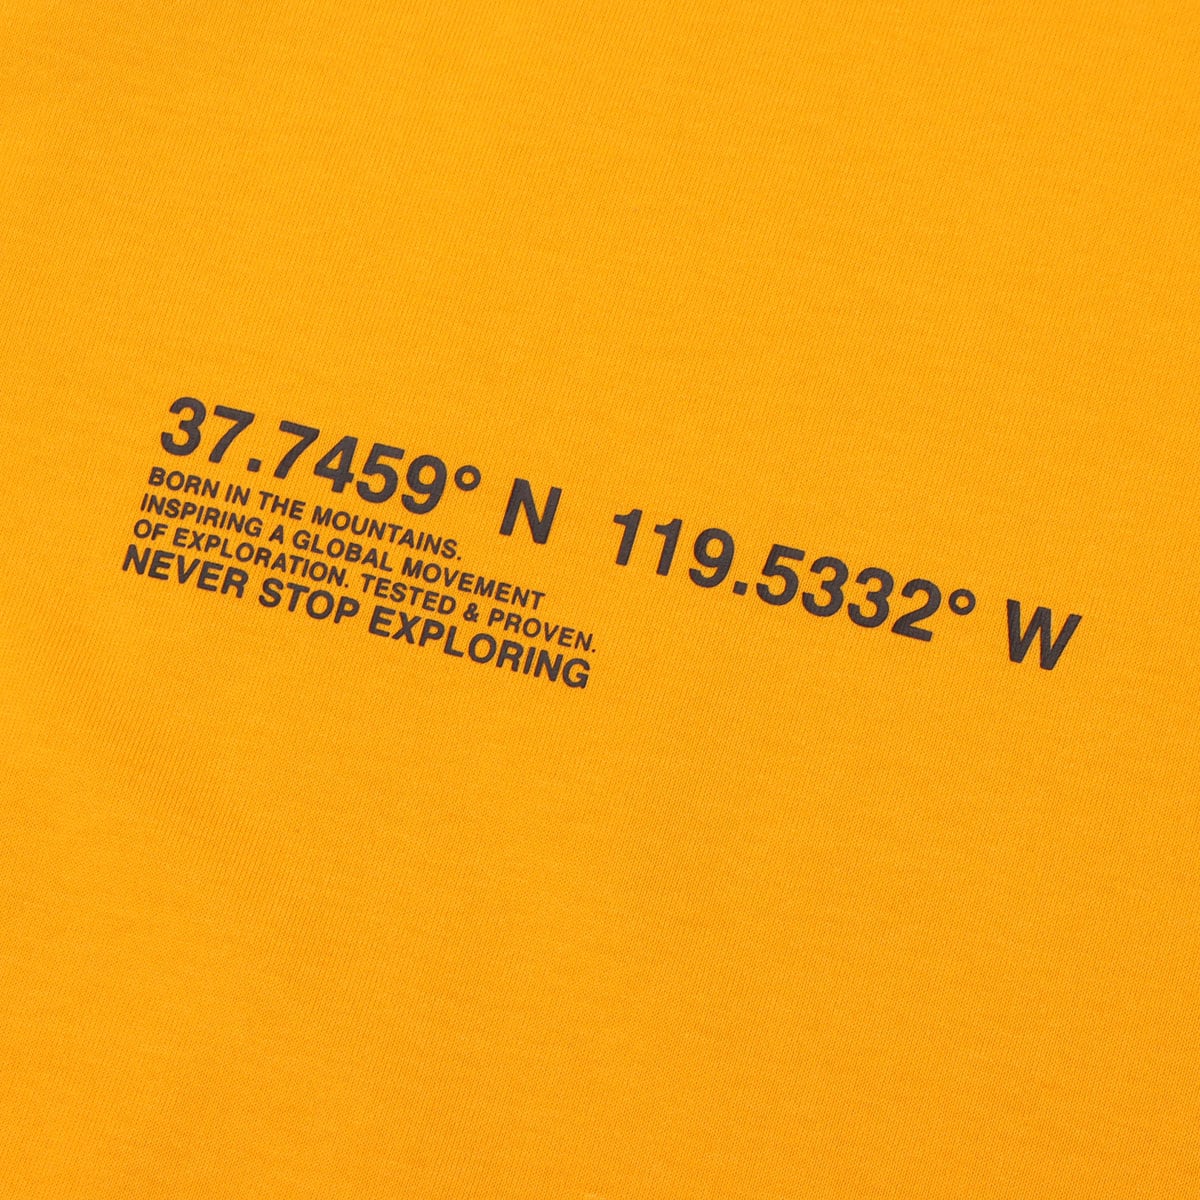 37.7459° N 119.5332° W
BORN IN THE MOUNTAINS.
INSPIRING A GLOBAL MOVEMENT
OF EXPLORATION. TESTED & PROVEN.
NEVER STOP EXPLORING